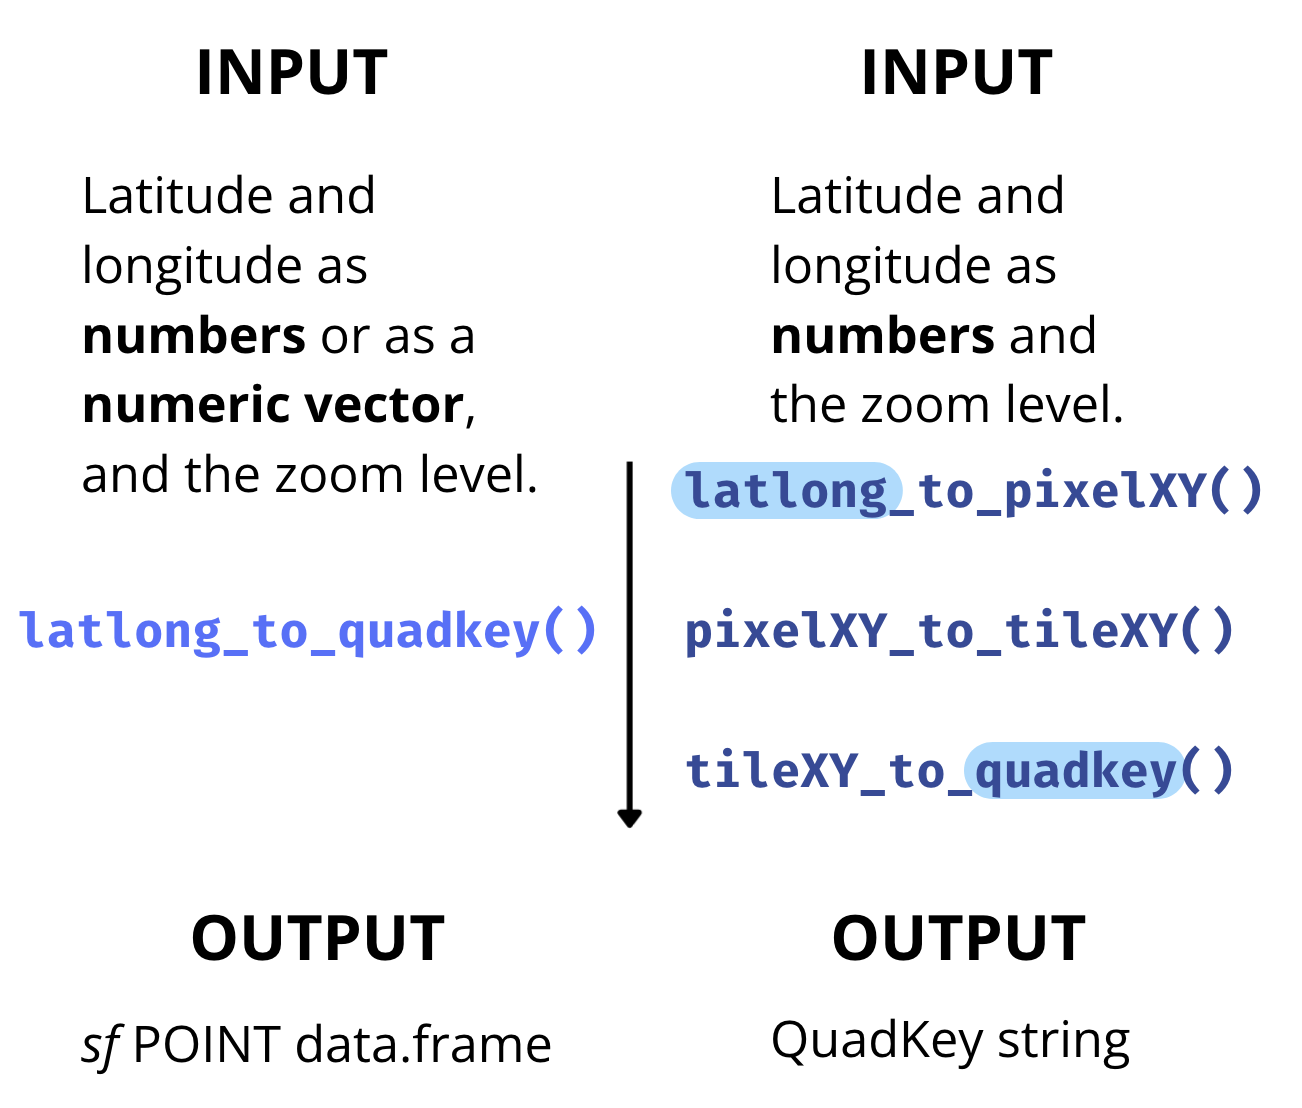 INPUT
Latitude and
longitude as
numbers or as a
numeric vector,
and the zoom level.
latlong_to_quadkey()
OUTPUT
sf POINT data.frame
INPUT
Latitude and
longitude as
numbers and
the zoom level.
latlong_to_pixelXY()
pixelXY_to_tileXY()
tileXY_to_quadkey()
OUTPUT
QuadKey string